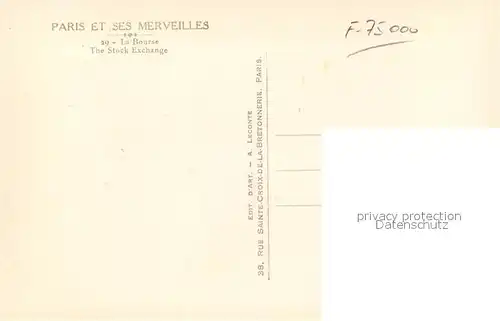 PARIS ET SES MERVEILLES
29 - La Bourse
The Stock Exchange
F-75000
EDIT. D'ART. - A. LECONTE
38, RUE SAINTE-CROIX-DE-LA-BRETONNERIE, PARIS.
privacy protection
Datenschutz